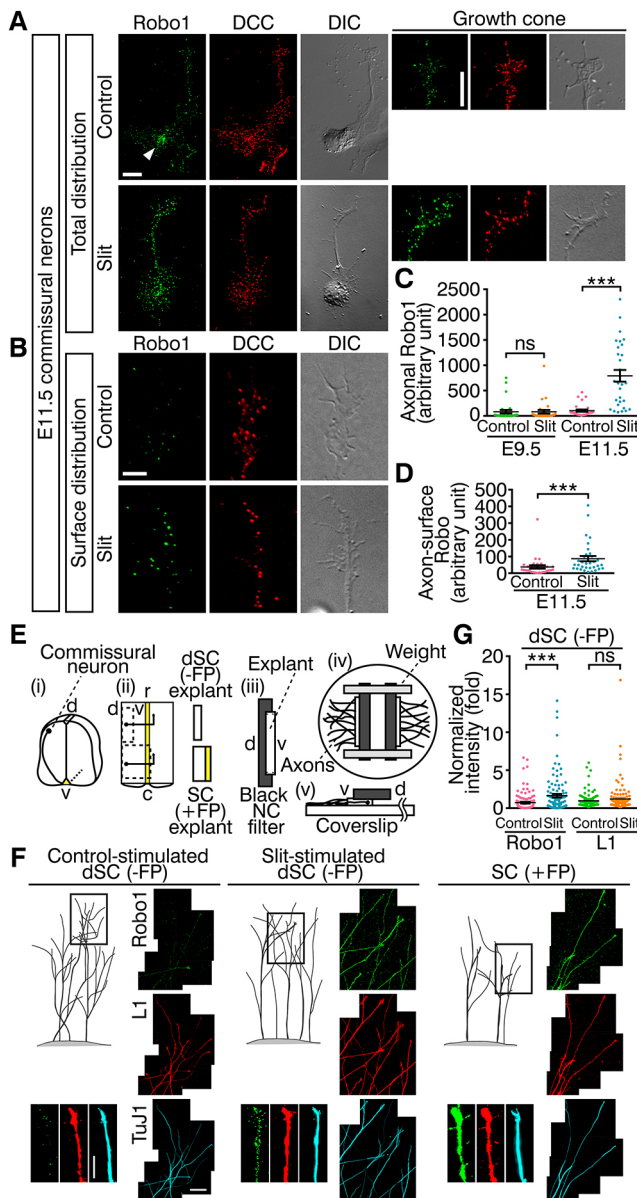 A
Robo1
DCC
DIC
Growth cone
E11.5 commissural nerons
Total distribution
Control
Slit
B
Robo1
DCC
DIC
Surface distribution
Control
Slit
C
Axonal Robo1
(arbitrary unit)
2500
2000
1500
1000
500
0
ns
***
Control
Slit
Control
Slit
E9.5
E11.5
D
Axon-surface
Robo
(arbitrary unit)
500
400
300
200
100
0
***
Control
Slit
E11.5
E
Commissural
neuron
(i)
d
v
(ii)
r
d
v
c
dSC
(-FP)
explant
SC
(+FP)
explant
(iii)
Explant
d
v
Black
NC
filter
(iv)
Weight
Axons
(v)
v
d
Coverslip
G
dSC (-FP)
Normalized
intensity (fold)
20
15
10
5
0
***
ns
Control
Slit
Control
Slit
Robo1
L1
F
Control-stimulated
dSC (-FP)
Slit-stimulated
dSC (-FP)
SC (+FP)
Robo1
L1
TuJ1